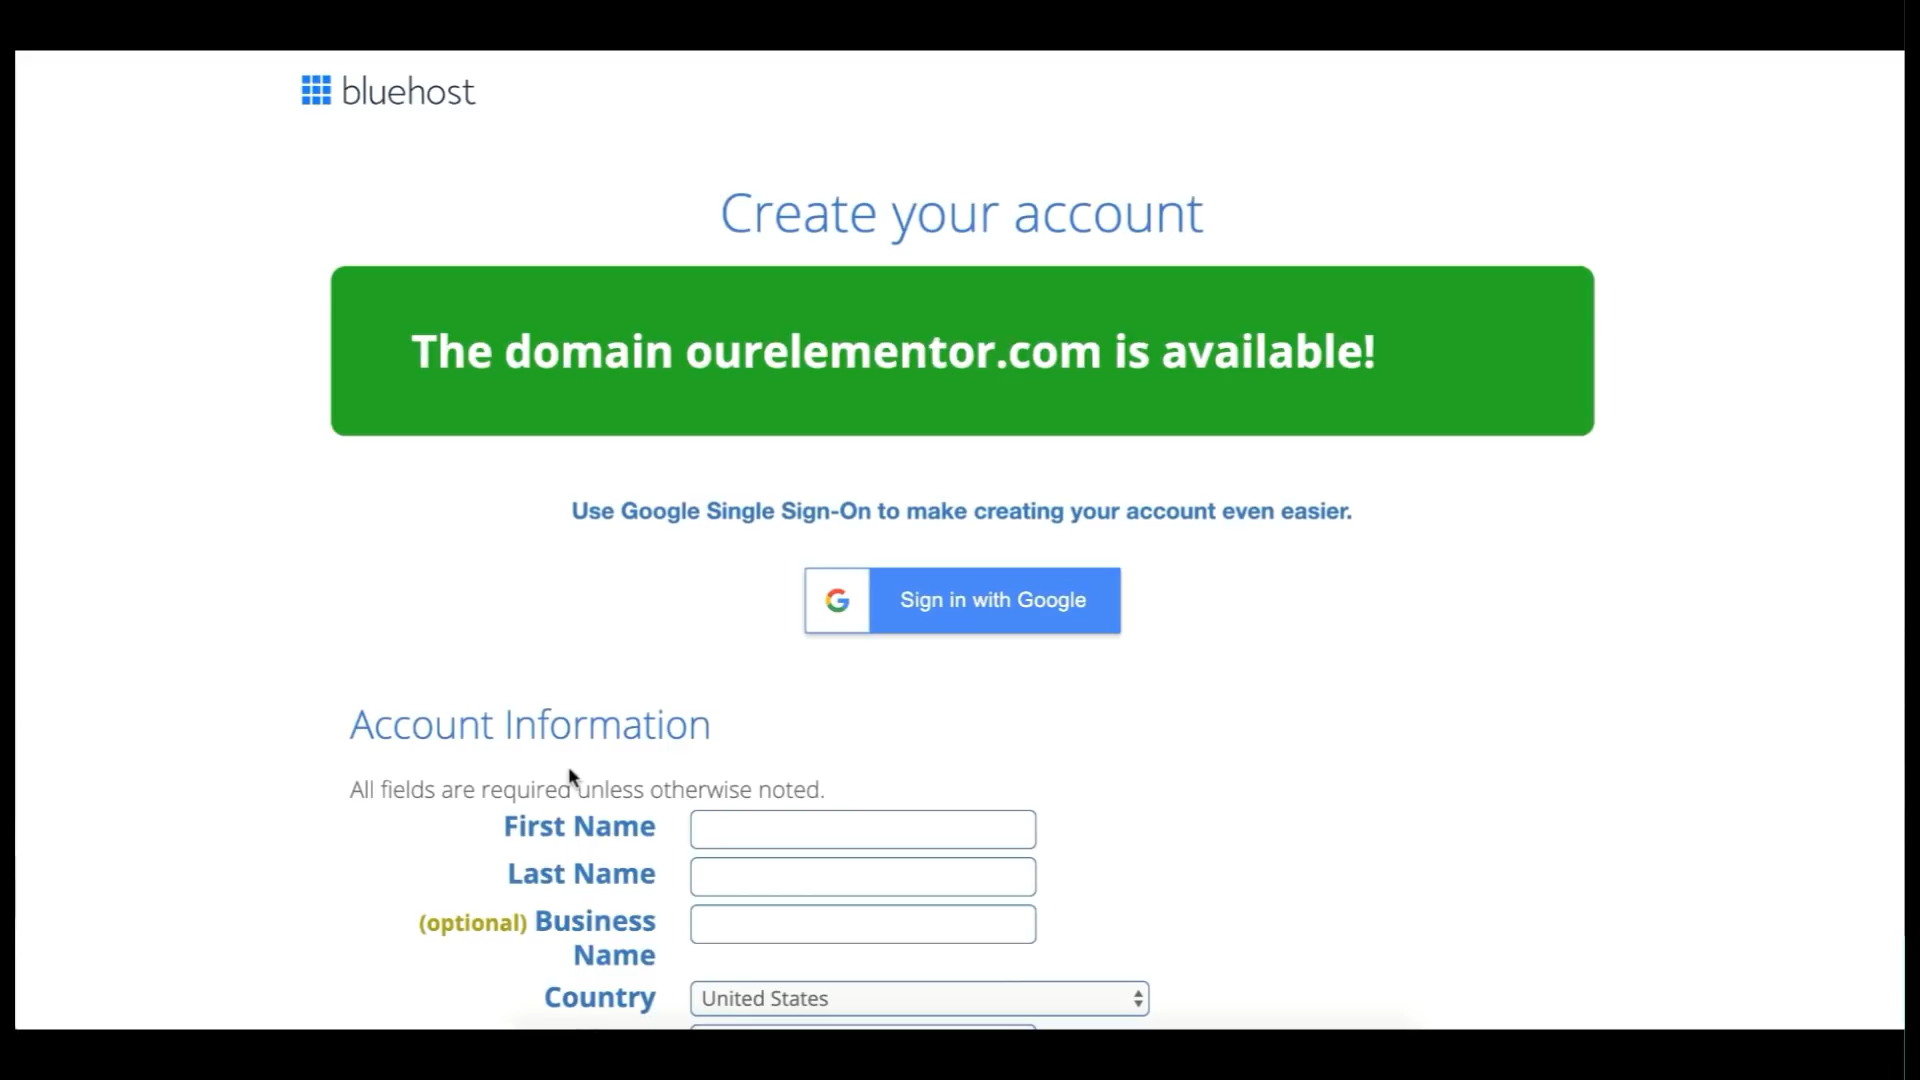 bluehost
Create your account
The domain ourelementor.com is available!
Use Google Single Sign-On to make creating your account even easier.
G Sign in with Google
Account Information
All fields are required unless otherwise noted.
First Name
Last Name
(optional) Business
Name
Country United States